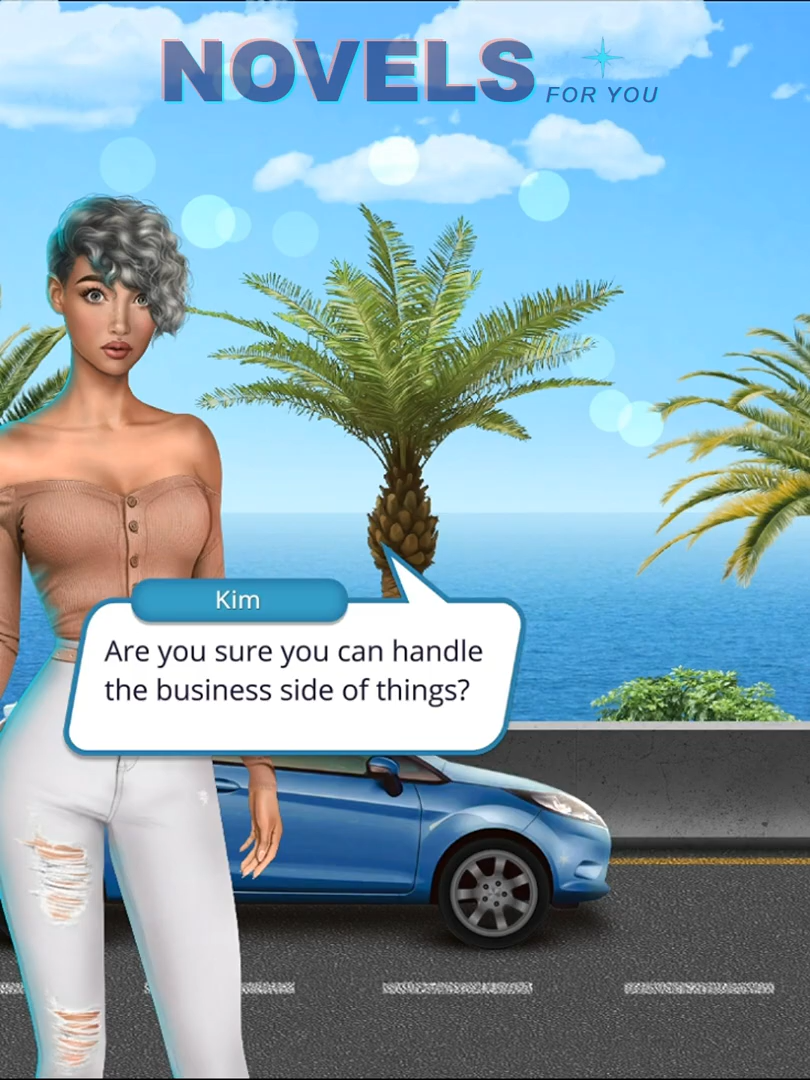 NOVELS
FOR YOU
Kim
Are you sure you can handle
the business side of things?